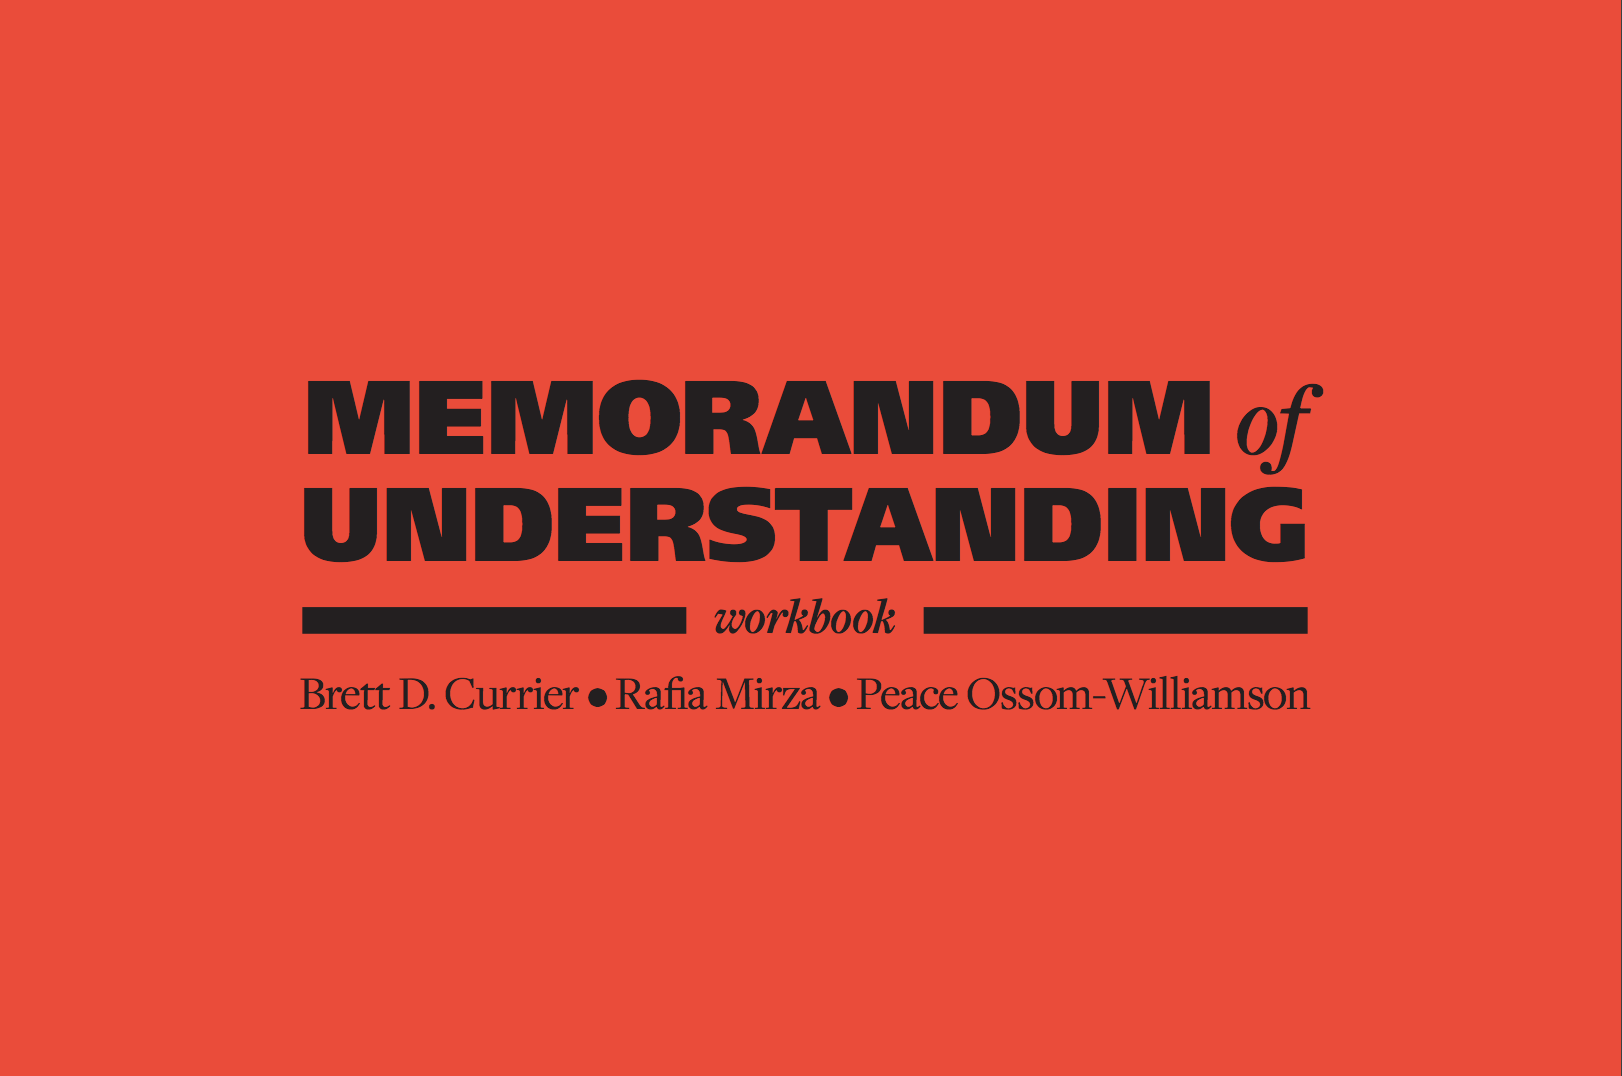 MEMORANDUM of
UNDERSTANDING
workbook
Brett D. Currier ● Rafia Mirza ● Peace Ossom-Williamson